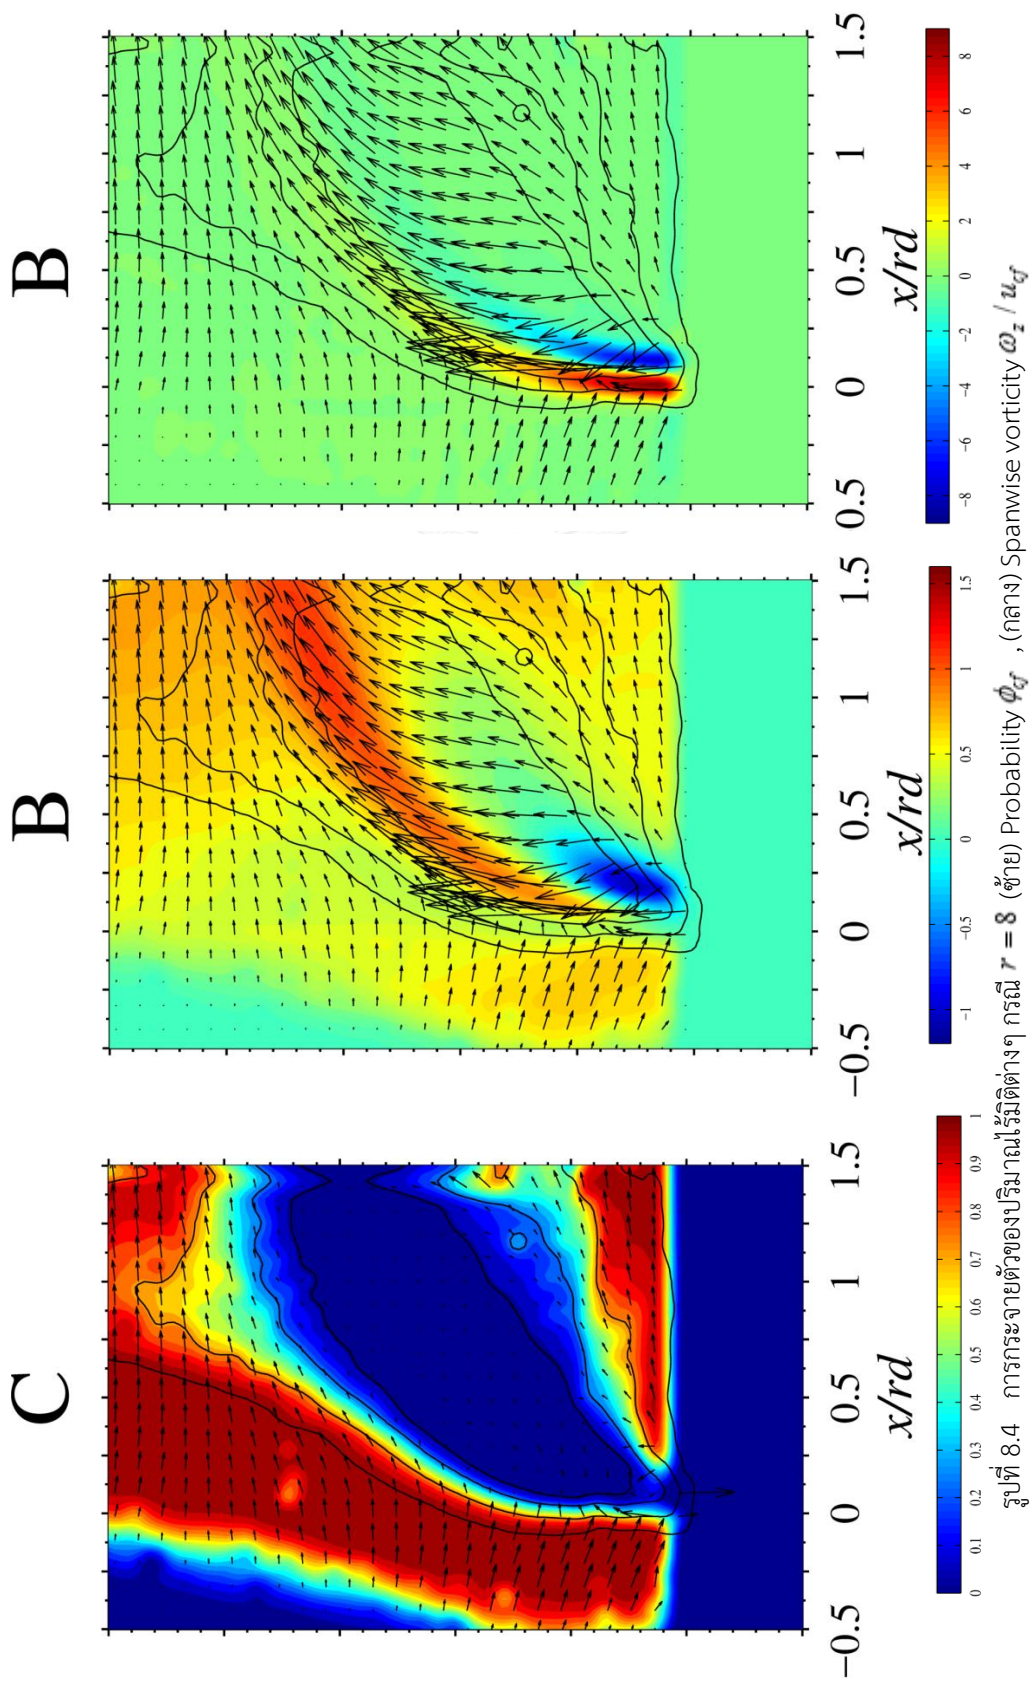 C B B
−0.5 0 0.5 1 1.5 −0.5 0 0.5 1 1.5 0.5 0 0.5 1 1.5
x/rd x/rd x/rd
0 0.1 0.2 0.3 0.4 0.5 0.6 0.7 0.8 0.9 1 −1 −0.5 0 0.5 1 1.5 −8 −6 −4 −2 0 2 4 6 8
รูปที่ 8.4 การกระจายตัวของปริมาณไร้มิติต่างๆ กรณี r = 8 (ซ้าย) Probability ϕ_cf , (กลาง) Spanwise vorticity ω_z / u_cf